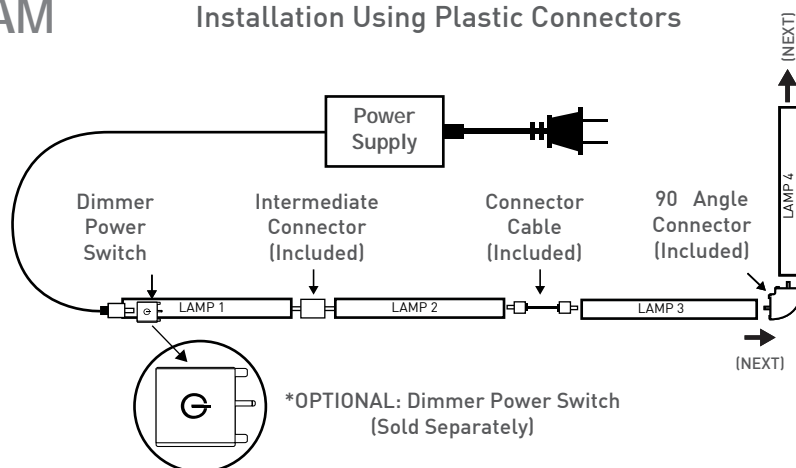 AM
Installation Using Plastic Connectors
(NEXT)
Power
Supply
Dimmer
Power
Switch
Intermediate
Connector
(Included)
Connector
Cable
(Included)
90 Angle
Connector
(Included)
LAMP 4
LAMP 1
LAMP 2
LAMP 3
(NEXT)
*OPTIONAL: Dimmer Power Switch
(Sold Separately)